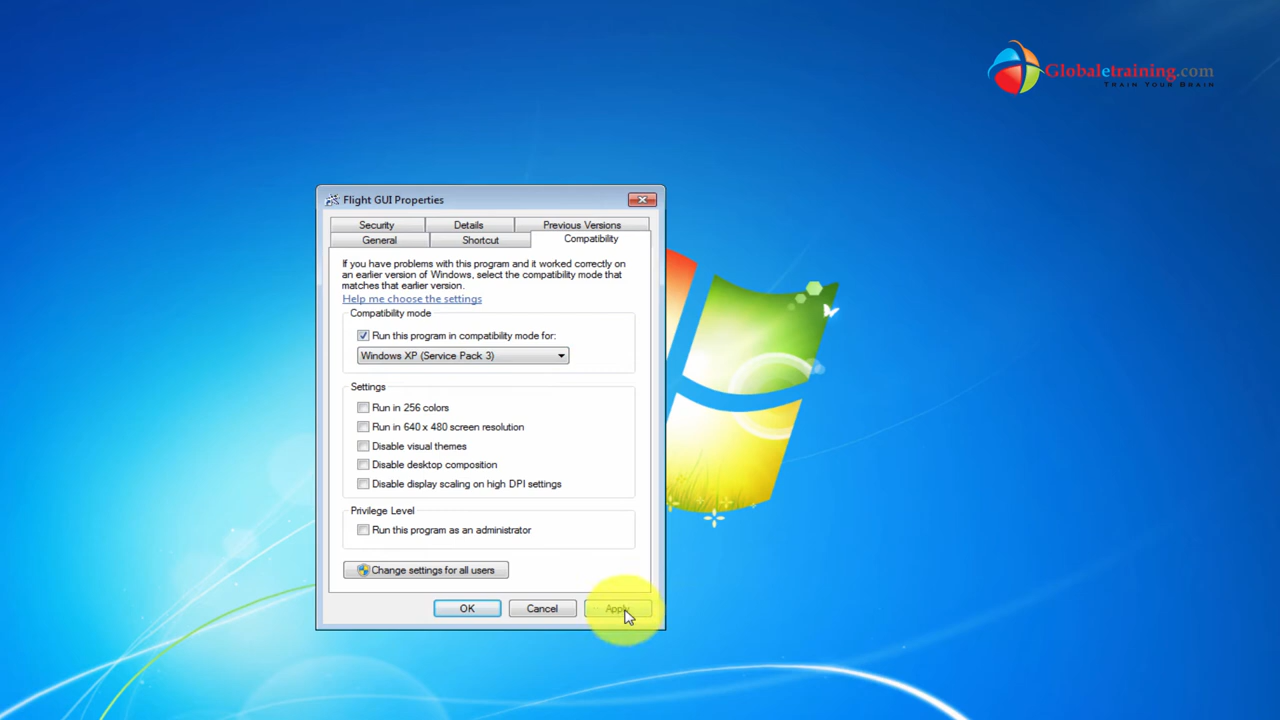 Globaletraining.com
TRAIN YOUR BRAIN
Flight GUI Properties
Security Details Previous Versions
General Shortcut Compatibility
If you have problems with this program and it worked correctly on
an earlier version of Windows, select the compatibility mode that
matches that earlier version.
Help me choose the settings
Compatibility mode
Run this program in compatibility mode for:
Windows XP (Service Pack 3)
Settings
Run in 256 colors
Run in 640 x 480 screen resolution
Disable visual themes
Disable desktop composition
Disable display scaling on high DPI settings
Privilege Level
Run this program as an administrator
Change settings for all users
OK Cancel Apply